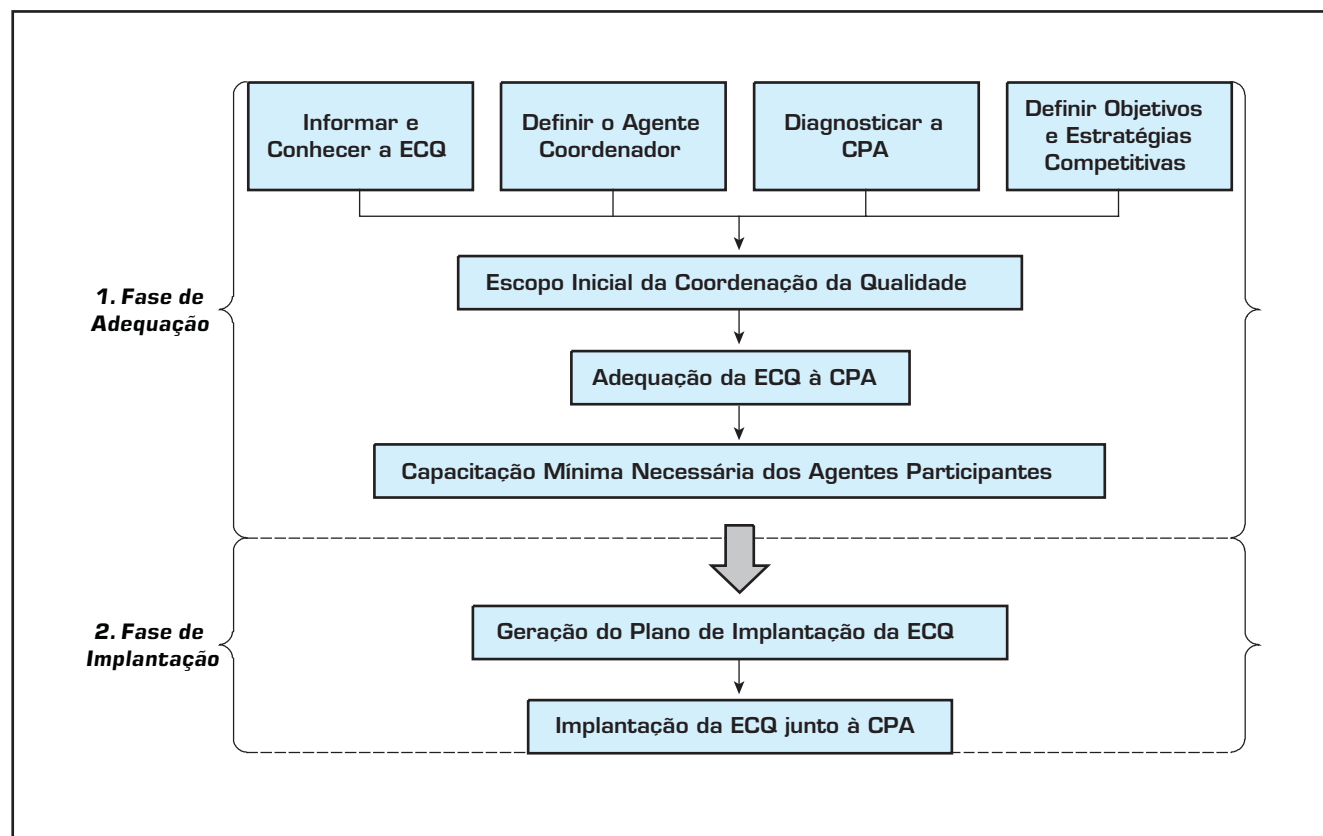 Informar e
Conhecer a ECQ
Definir o Agente
Coordenador
Diagnosticar a
CPA
Definir Objetivos
e Estratégias
Competitivas
Escopo Inicial da Coordenação da Qualidade
1. Fase de
Adequação
Adequação da ECQ à CPA
Capacitação Mínima Necessária dos Agentes Participantes
2. Fase de
Implantação
Geração do Plano de Implantação da ECQ
Implantação da ECQ junto à CPA